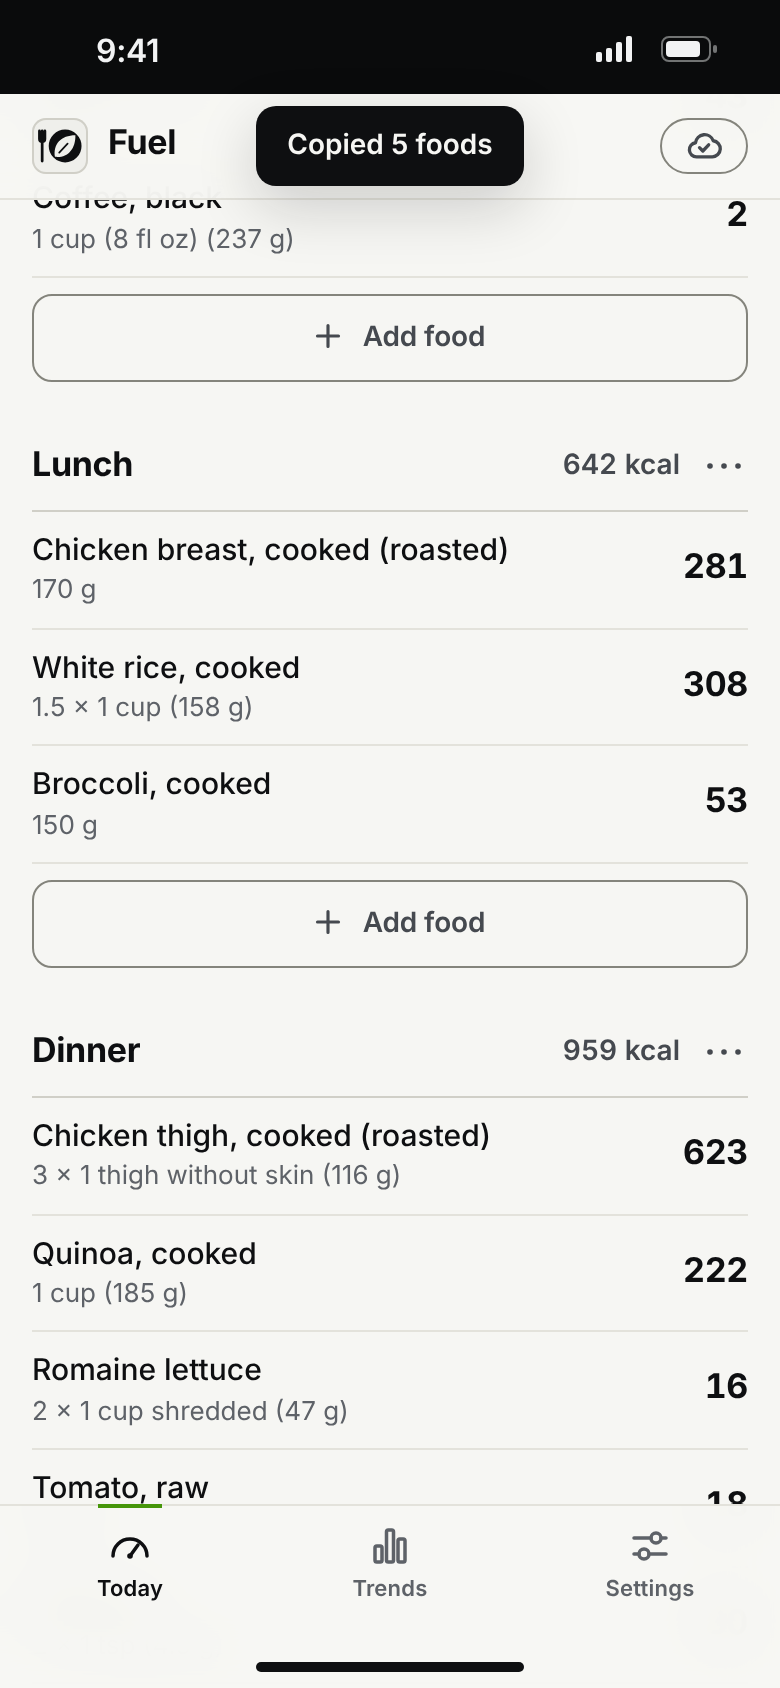 9:41
Fuel
Copied 5 foods
Coffee, black
2
1 cup (8 fl oz) (237 g)
+ Add food
Lunch
642 kcal ...
Chicken breast, cooked (roasted)
281
170 g
White rice, cooked
308
1.5 × 1 cup (158 g)
Broccoli, cooked
53
150 g
+ Add food
Dinner
959 kcal ...
Chicken thigh, cooked (roasted)
623
3 × 1 thigh without skin (116 g)
Quinoa, cooked
222
1 cup (185 g)
Romaine lettuce
16
2 × 1 cup shredded (47 g)
Tomato, raw
18
Today
Trends
Settings